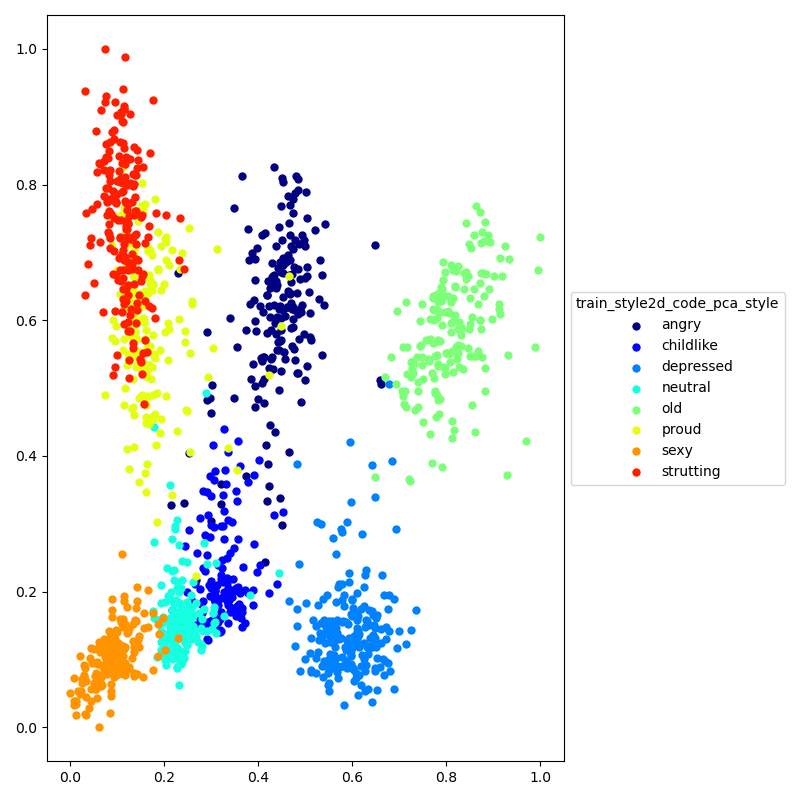 1.0
0.8
0.6
0.4
0.2
0.0
0.0 0.2 0.4 0.6 0.8 1.0
train_style2d_code_pca_style
angry
childlike
depressed
neutral
old
proud
sexy
strutting